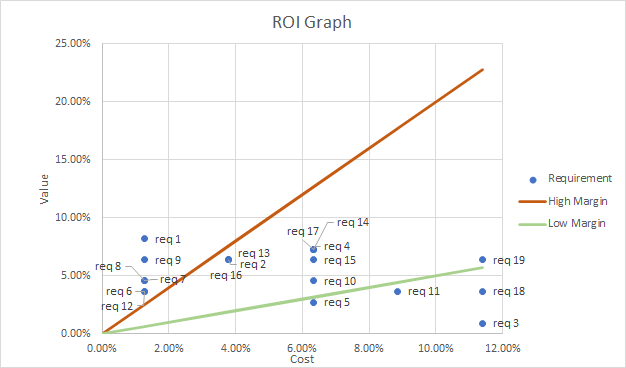 ROI Graph
25.00%
20.00%
15.00%
10.00%
5.00%
0.00%
Value
req 14
req 17
req 1
req 4
req 13
req 9
req 2
req 15
req 19
req 8
req 16
req 7
req 10
req 6
req 11
req 18
req 12
req 5
req 3
0.00%
2.00%
4.00%
6.00%
8.00%
10.00%
12.00%
Cost
Requirement
High Margin
Low Margin